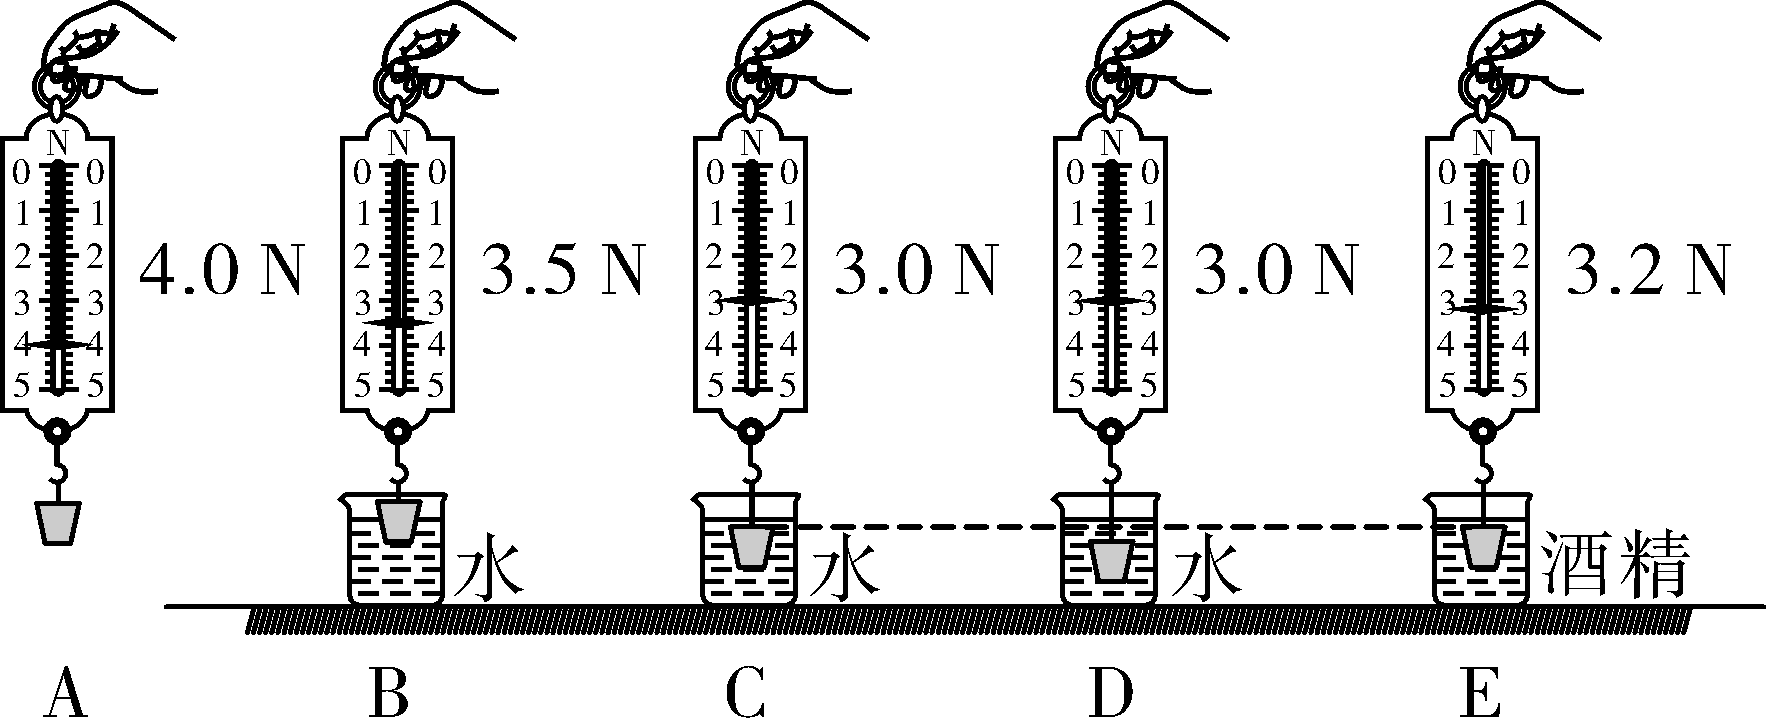 N N N N N
0 0 0 0 0 0 0 0 0 0
1 1 1 1 1 1 1 1 1 1
2 2 2 2 2 2 2 2 2 2
4.0 N 3.5 N 3.0 N 3.0 N 3.2 N
3 3 3 3 3 3 3 3 3 3
4 4 4 4 4 4 4 4 4 4
5 5 5 5 5 5 5 5 5 5
水 水 水 酒精
A B C D E